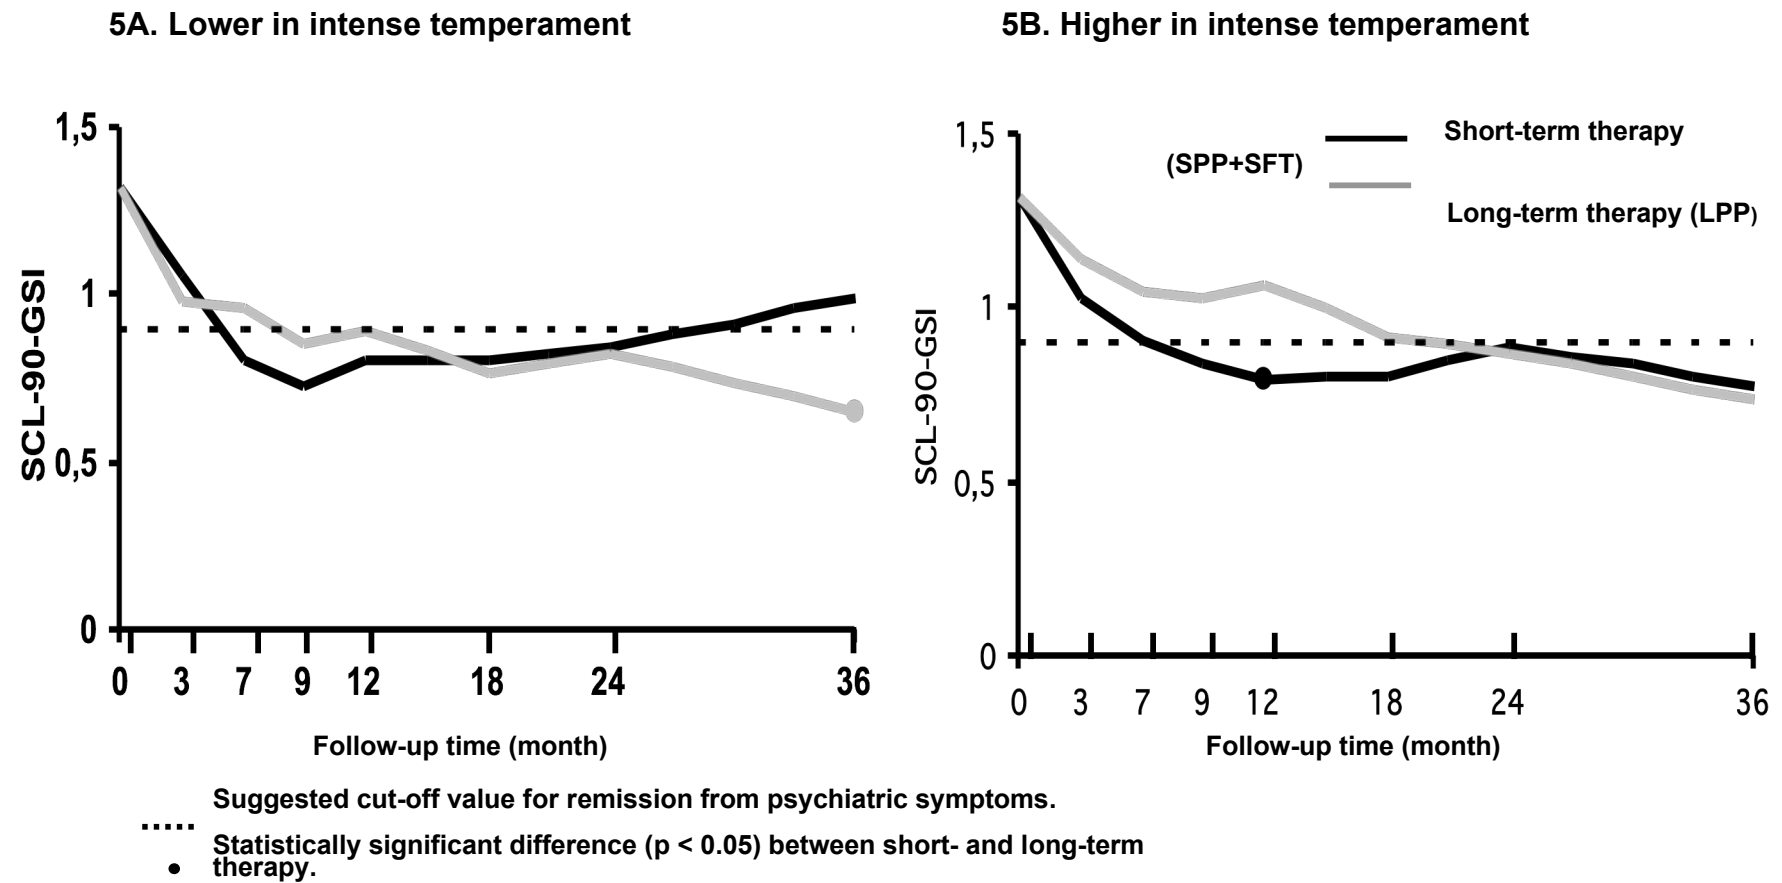 5A. Lower in intense temperament
5B. Higher in intense temperament
SCL-90-GSI
1,5
1
0,5
0
0 3 7 9 12 18 24 36
Follow-up time (month)
SCL-90-GSI
1,5
1
0,5
0
0 3 7 9 12 18 24 36
Follow-up time (month)
Short-term therapy
(SPP+SFT)
Long-term therapy (LPP)
Suggested cut-off value for remission from psychiatric symptoms.
Statistically significant difference (p < 0.05) between short- and long-term
therapy.